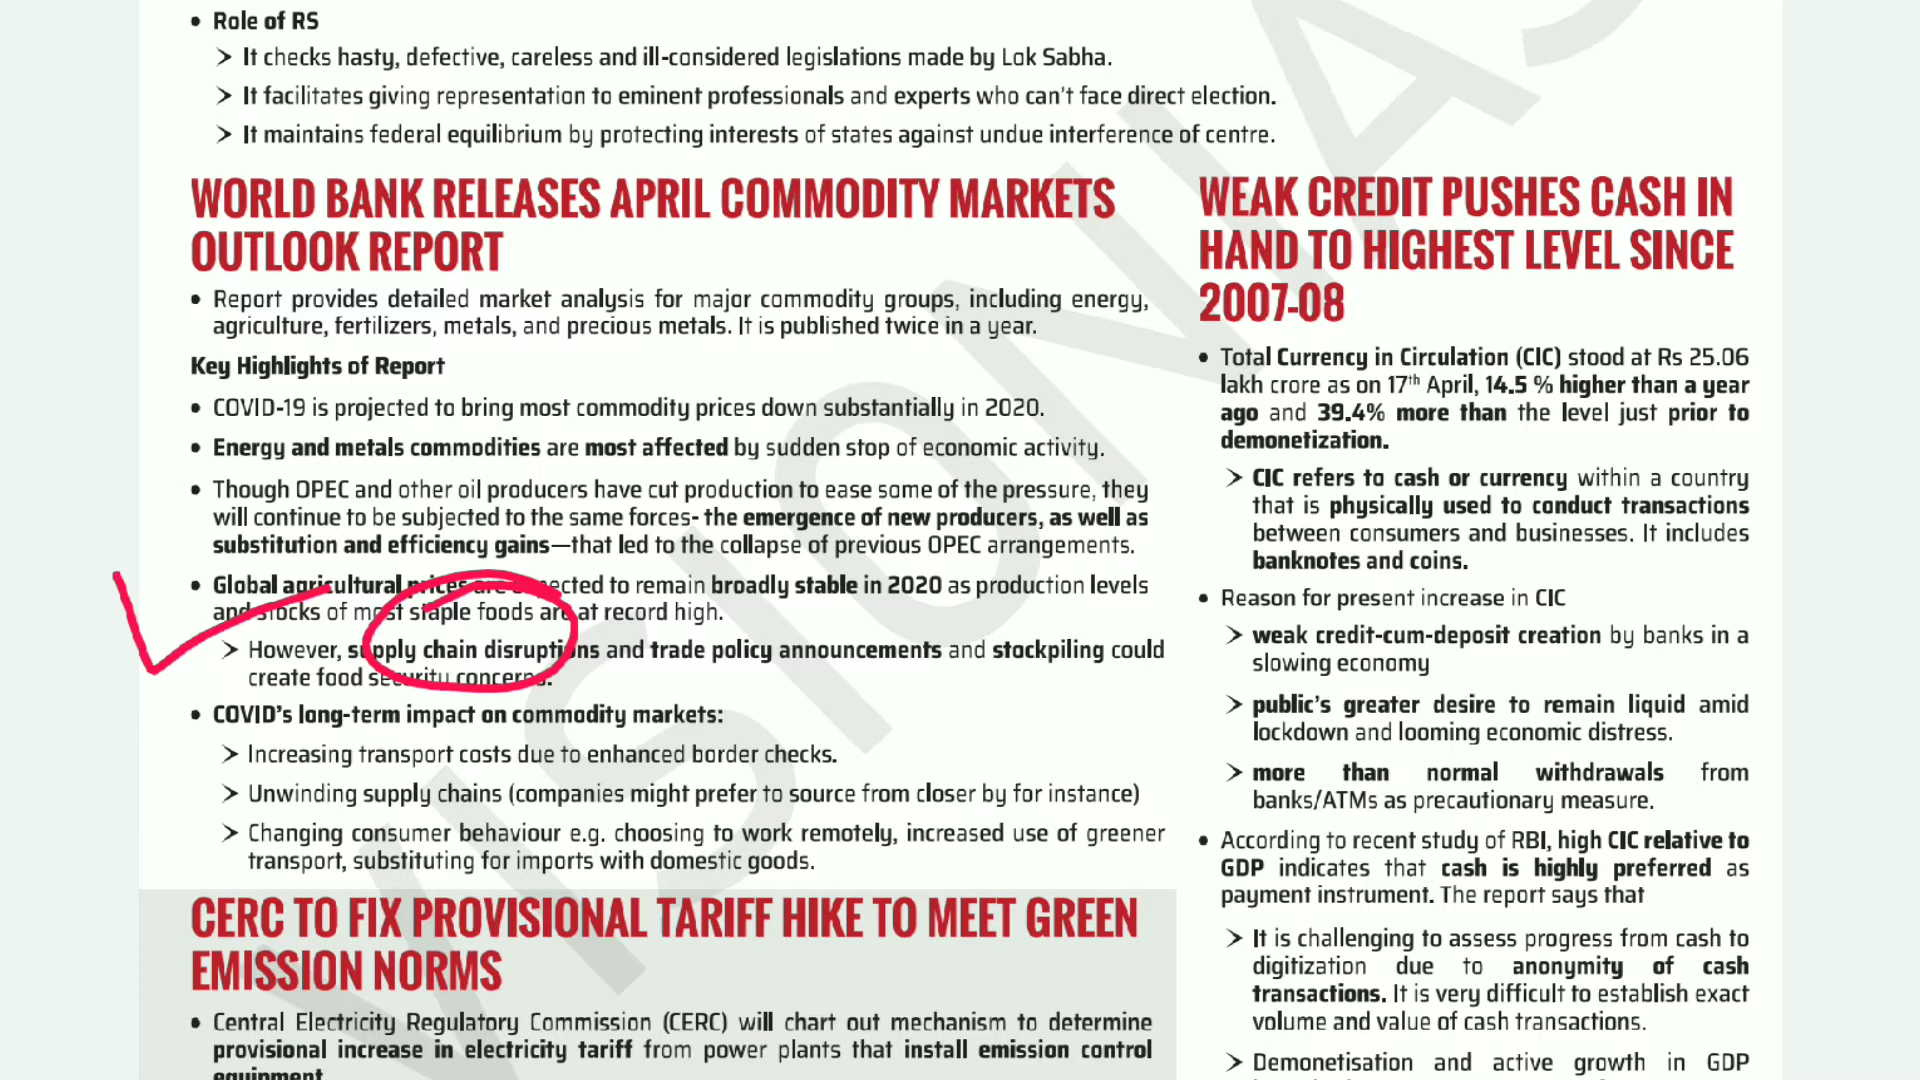 • Role of RS
➢ It checks hasty, defective, careless and ill-considered legislations made by Lok Sabha.
➢ It facilitates giving representation to eminent professionals and experts who can't face direct election.
➢ It maintains federal equilibrium by protecting interests of states against undue interference of centre.
WORLD BANK RELEASES APRIL COMMODITY MARKETS
OUTLOOK REPORT
• Report provides detailed market analysis for major commodity groups, including energy,
agriculture, fertilizers, metals, and precious metals. It is published twice in a year.
Key Highlights of Report
• COVID-19 is projected to bring most commodity prices down substantially in 2020.
• Energy and metals commodities are most affected by sudden stop of economic activity.
• Though OPEC and other oil producers have cut production to ease some of the pressure, they
will continue to be subjected to the same forces- the emergence of new producers, as well as
substitution and efficiency gains—that led to the collapse of previous OPEC arrangements.
• Global agricultural prices are expected to remain broadly stable in 2020 as production levels
and stocks of most staple foods are at record high.
➢ However, supply chain disruptions and trade policy announcements and stockpiling could
create food security concerns.
• COVID's long-term impact on commodity markets:
➢ Increasing transport costs due to enhanced border checks.
➢ Unwinding supply chains (companies might prefer to source from closer by for instance)
➢ Changing consumer behaviour e.g. choosing to work remotely, increased use of greener
transport, substituting for imports with domestic goods.
CERC TO FIX PROVISIONAL TARIFF HIKE TO MEET GREEN
EMISSION NORMS
• Central Electricity Regulatory Commission (CERC) will chart out mechanism to determine
provisional increase in electricity tariff from power plants that install emission control
equipment.
WEAK CREDIT PUSHES CASH IN
HAND TO HIGHEST LEVEL SINCE
2007-08
• Total Currency in Circulation (CIC) stood at Rs 25.06
lakh crore as on 17th April, 14.5 % higher than a year
ago and 39.4% more than the level just prior to
demonetization.
➢ CIC refers to cash or currency within a country
that is physically used to conduct transactions
between consumers and businesses. It includes
banknotes and coins.
• Reason for present increase in CIC
➢ weak credit-cum-deposit creation by banks in a
slowing economy
➢ public's greater desire to remain liquid amid
lockdown and looming economic distress.
➢ more than normal withdrawals from
banks/ATMs as precautionary measure.
• According to recent study of RBI, high CIC relative to
GDP indicates that cash is highly preferred as
payment instrument. The report says that
➢ It is challenging to assess progress from cash to
digitization due to anonymity of cash
transactions. It is very difficult to establish exact
volume and value of cash transactions.
➢ Demonetisation and active growth in GDP
VISIONIAS